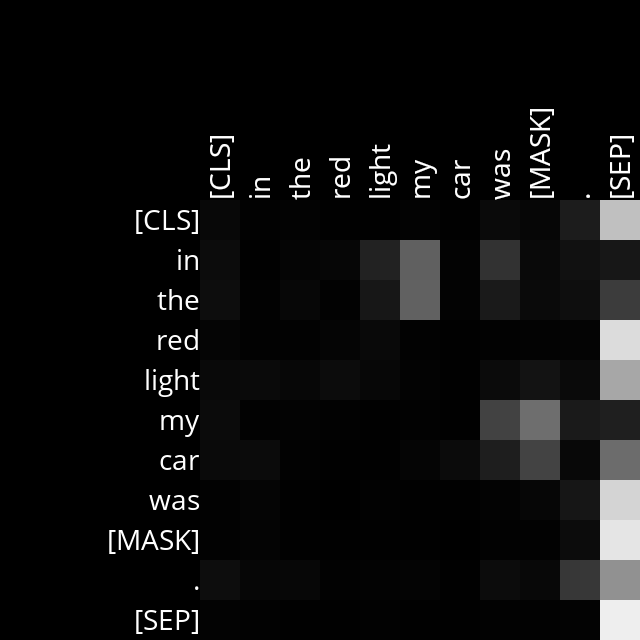 [CLS] in the red light my car was [MASK] . [SEP]
[CLS]
in
the
red
light
my
car
was
[MASK]
.
[SEP]